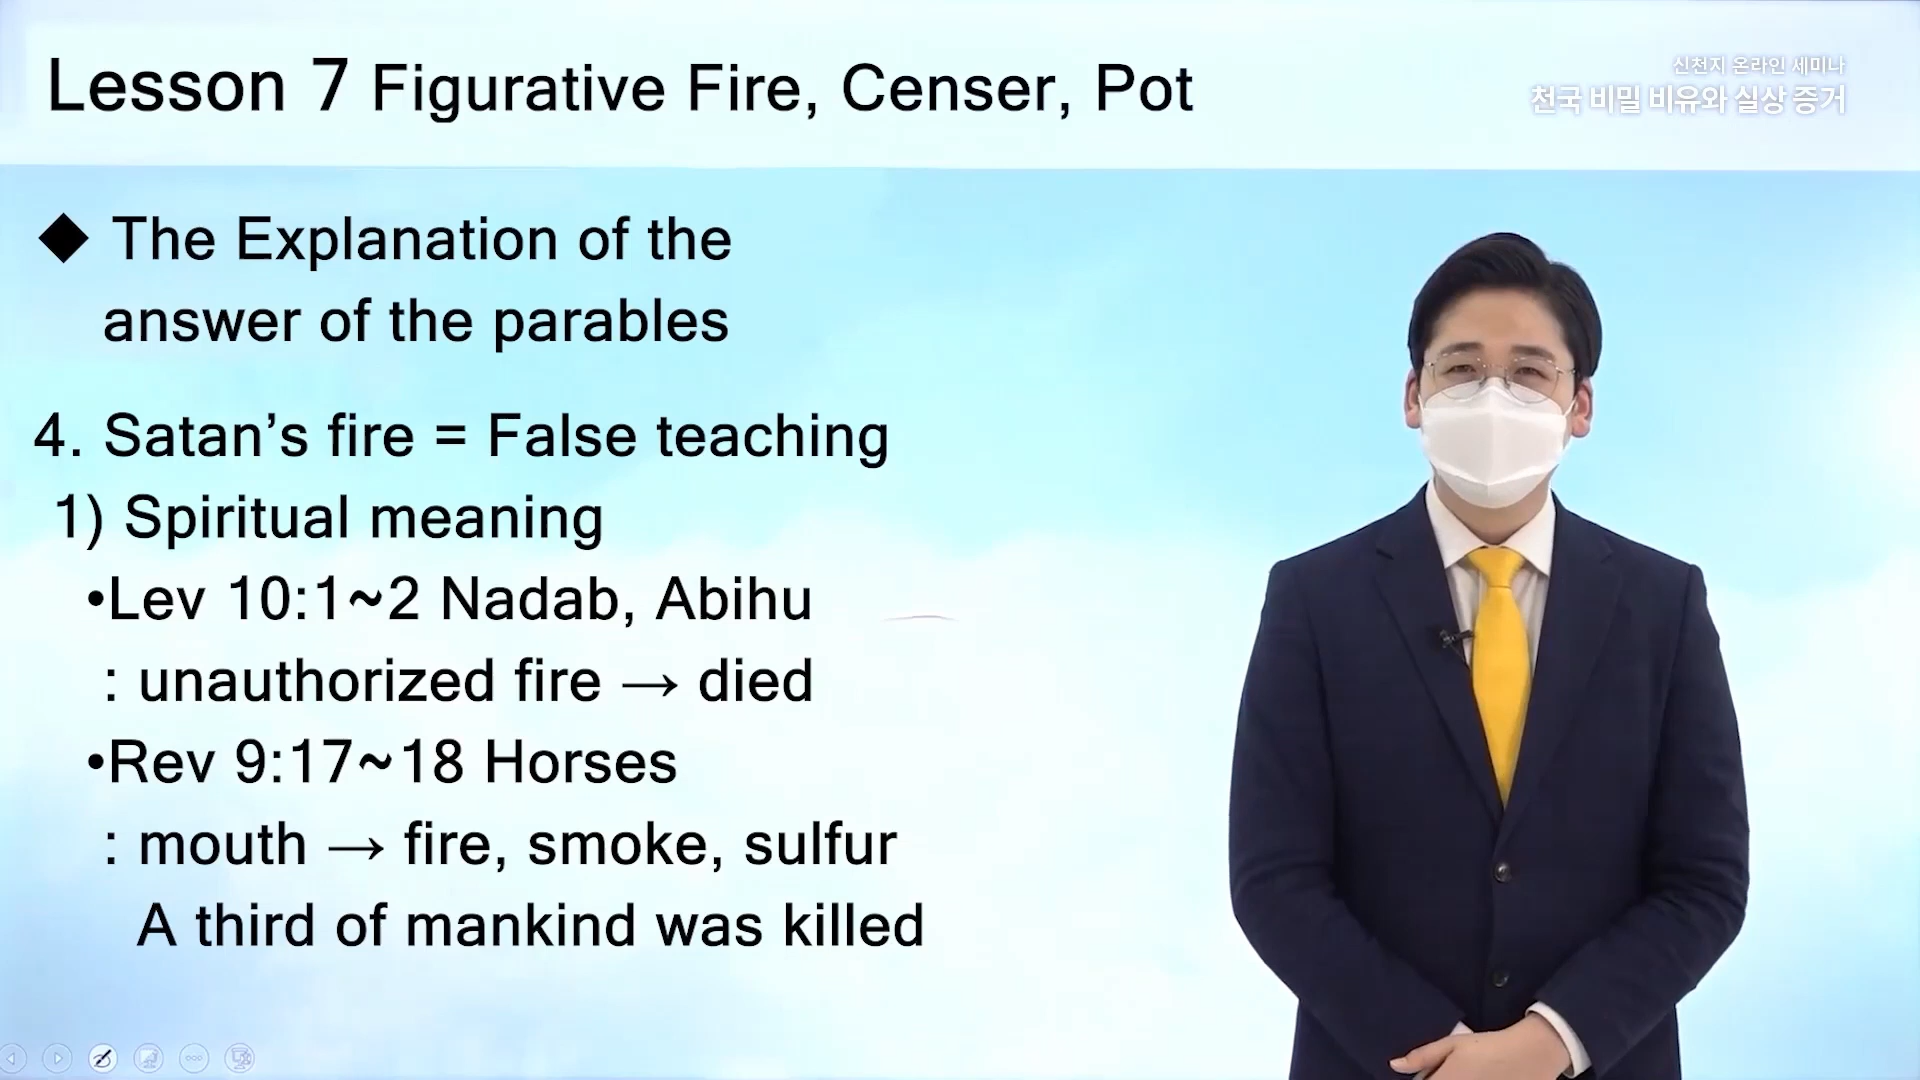 Lesson 7 Figurative Fire, Censer, Pot
신천지 온라인 세미나
천국 비밀 비유와 실상 증거
◆ The Explanation of the
answer of the parables
4. Satan’s fire = False teaching
1) Spiritual meaning
•Lev 10:1~2 Nadab, Abihu
: unauthorized fire → died
•Rev 9:17~18 Horses
: mouth → fire, smoke, sulfur
A third of mankind was killed